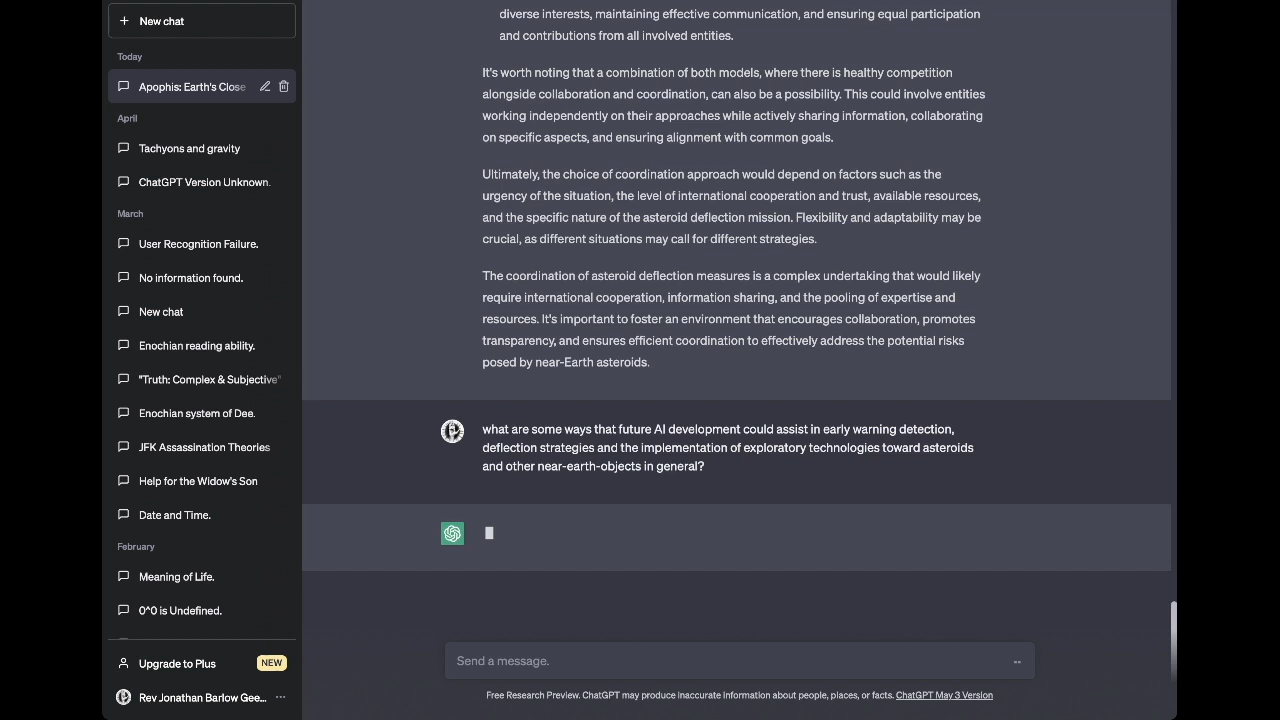 New chat
Today
Apophis: Earth's Close
April
Tachyons and gravity
ChatGPT Version Unknown.
March
User Recognition Failure.
No information found.
New chat
Enochian reading ability.
"Truth: Complex & Subjective"
Enochian system of Dee.
JFK Assassination Theories
Help for the Widow's Son
Date and Time.
February
Meaning of Life.
0^0 is Undefined.
Upgrade to Plus
NEW
Rev Jonathan Barlow Gee...
diverse interests, maintaining effective communication, and ensuring equal participation
and contributions from all involved entities.
It's worth noting that a combination of both models, where there is healthy competition
alongside collaboration and coordination, can also be a possibility. This could involve entities
working independently on their approaches while actively sharing information, collaborating
on specific aspects, and ensuring alignment with common goals.
Ultimately, the choice of coordination approach would depend on factors such as the
urgency of the situation, the level of international cooperation and trust, available resources,
and the specific nature of the asteroid deflection mission. Flexibility and adaptability may be
crucial, as different situations may call for different strategies.
The coordination of asteroid deflection measures is a complex undertaking that would likely
require international cooperation, information sharing, and the pooling of expertise and
resources. It's important to foster an environment that encourages collaboration, promotes
transparency, and ensures efficient coordination to effectively address the potential risks
posed by near-Earth asteroids.
what are some ways that future AI development could assist in early warning detection,
deflection strategies and the implementation of exploratory technologies toward asteroids
and other near-earth-objects in general?
Send a message.
Free Research Preview. ChatGPT may produce inaccurate information about people, places, or facts. ChatGPT May 3 Version